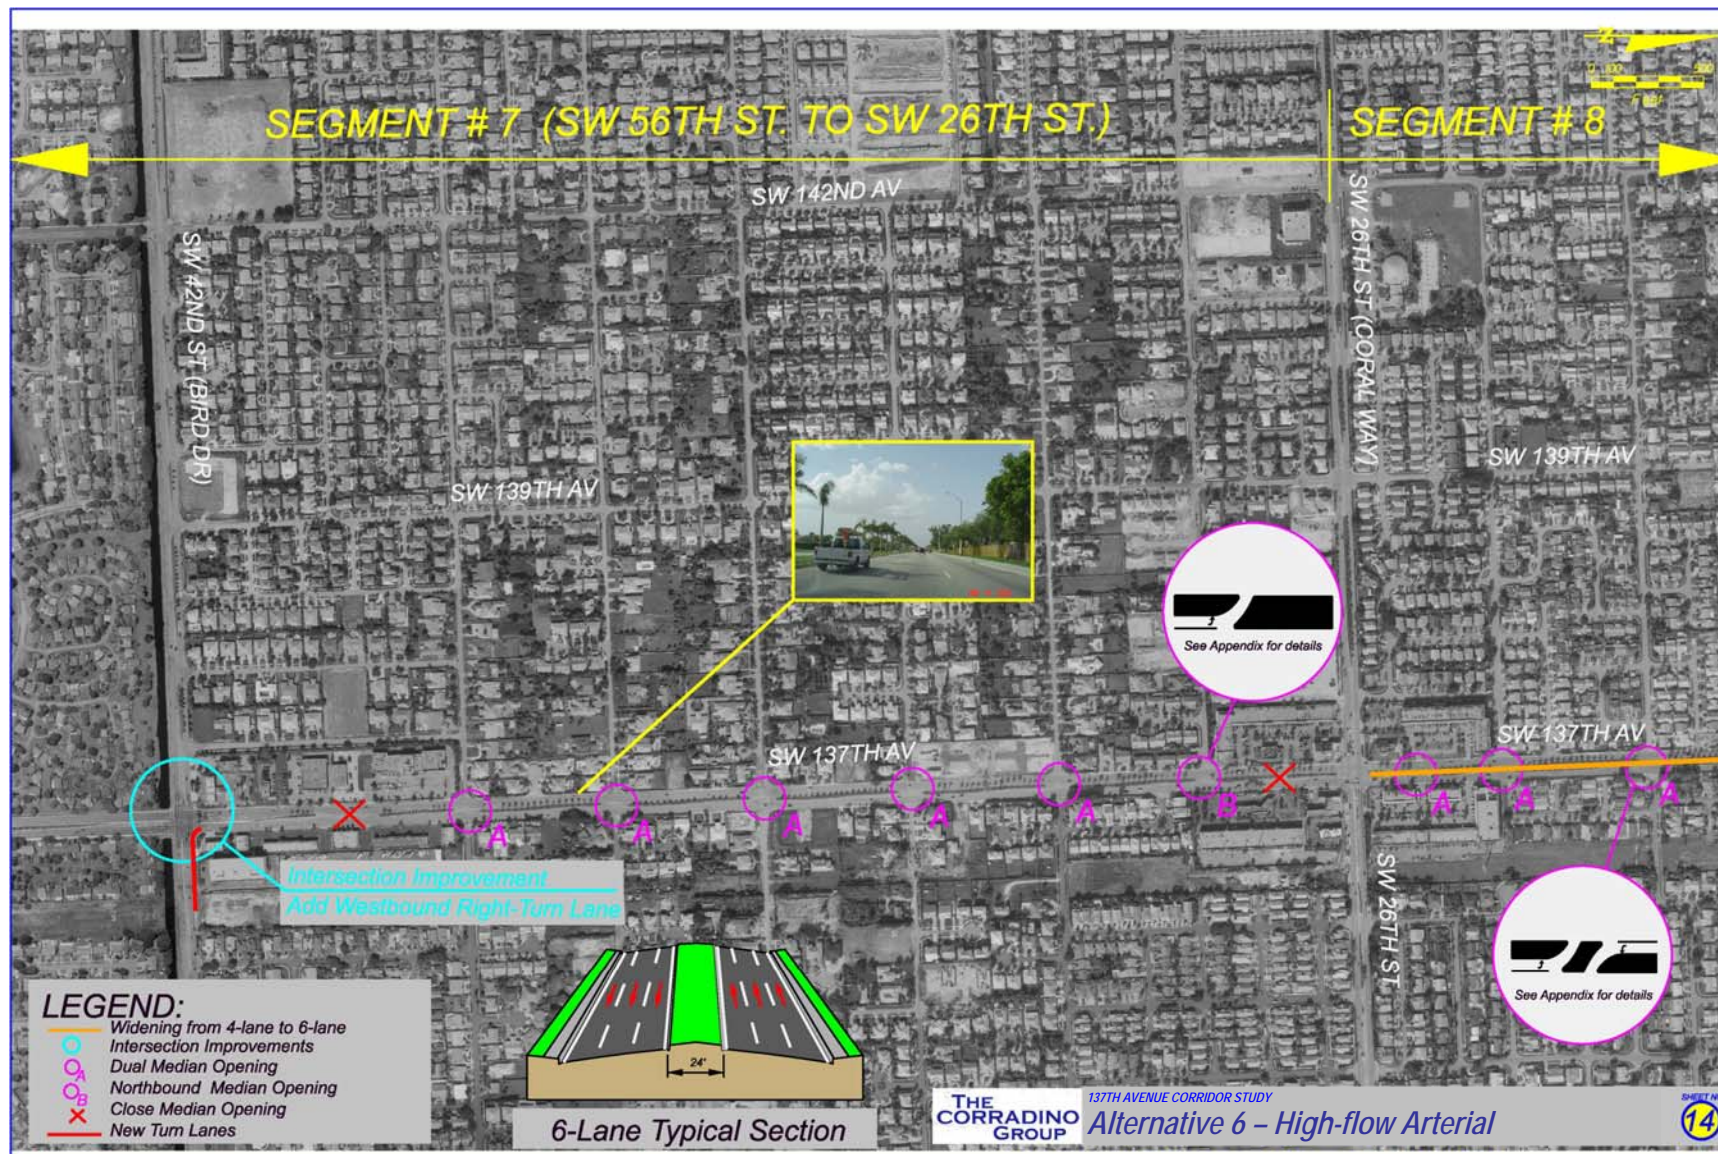 Z
0 100 500
Feet
SEGMENT # 7 (SW 56TH ST. TO SW 26TH ST.)
SEGMENT # 8
SW 142ND AV
SW 42ND ST (BIRD DR)
SW 26TH ST (CORAL WAY)
SW 139TH AV
SW 139TH AV
See Appendix for details
SW 137TH AV
SW 137TH AV
A
A
A
A
A
B
A
A
A
Intersection Improvement
Add Westbound Right-Turn Lane
SW 26TH ST
See Appendix for details
LEGEND:
Widening from 4-lane to 6-lane
Intersection Improvements
A Dual Median Opening
B Northbound Median Opening
Close Median Opening
New Turn Lanes
24'
6-Lane Typical Section
THE
CORRADINO
GROUP
137TH AVENUE CORRIDOR STUDY
Alternative 6 – High-flow Arterial
14